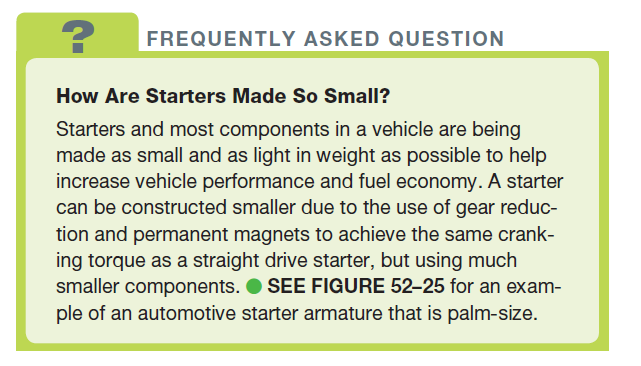 ?
FREQUENTLY ASKED QUESTION
How Are Starters Made So Small?
Starters and most components in a vehicle are being
made as small and as light in weight as possible to help
increase vehicle performance and fuel economy. A starter
can be constructed smaller due to the use of gear reduc-
tion and permanent magnets to achieve the same crank-
ing torque as a straight drive starter, but using much
smaller components. ● SEE FIGURE 52–25 for an exam-
ple of an automotive starter armature that is palm-size.